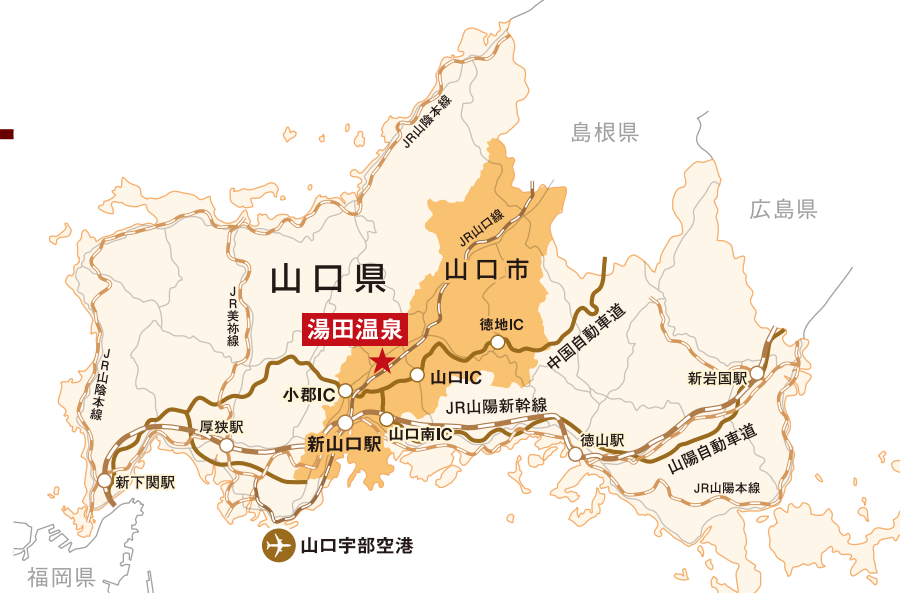 JR山陰本線
島根県
広島県
JR山口線
山口県
山口市
JR美祢線
湯田温泉
徳地IC
中国自動車道
JR山陰本線
山口IC
新岩国駅
小郡IC
JR山陽新幹線
厚狭駅
新山口駅
山口南IC
徳山駅
山陽自動車道
新下関駅
JR山陽本線
山口宇部空港
福岡県